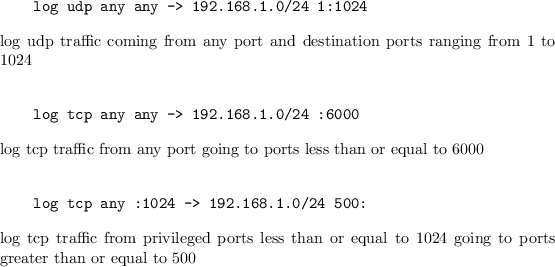 log udp any any -> 192.168.1.0/24 1:1024
log udp traffic coming from any port and destination ports ranging from 1 to
1024
log tcp any any -> 192.168.1.0/24 :6000
log tcp traffic from any port going to ports less than or equal to 6000
log tcp any :1024 -> 192.168.1.0/24 500:
log tcp traffic from privileged ports less than or equal to 1024 going to ports
greater than or equal to 500